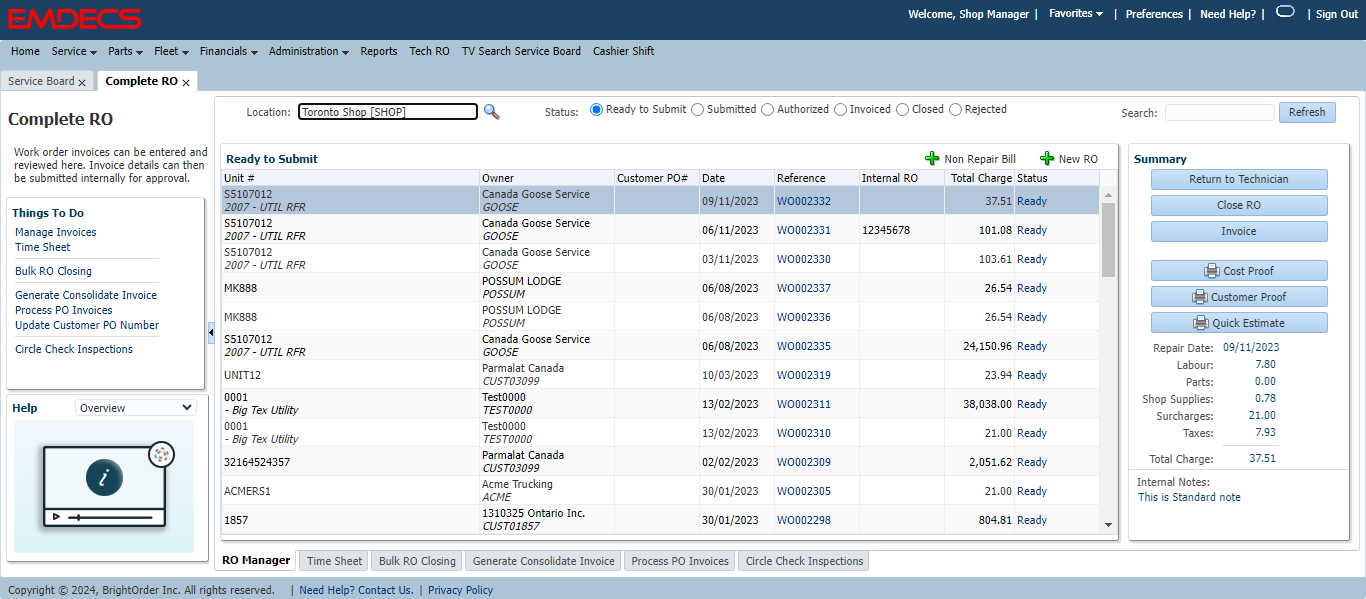 EMDECS
Welcome, Shop Manager | Favorites | Preferences | Need Help? | | Sign Out
Home Service Parts Fleet Financials Administration Reports Tech RO TV Search Service Board Cashier Shift
Service Board x Complete RO x
Complete RO
Work order invoices can be entered and
reviewed here. Invoice details can then
be submitted internally for approval.
Things To Do
Manage Invoices
Time Sheet
Bulk RO Closing
Generate Consolidate Invoice
Process PO Invoices
Update Customer PO Number
Circle Check Inspections
Help Overview
i
Location: Toronto Shop [SHOP] Status: Ready to Submit Submitted Authorized Invoiced Closed Rejected Search: Refresh
Ready to Submit Non Repair Bill New RO
Unit # Owner Customer PO# Date Reference Internal RO Total Charge Status
S5107012 Canada Goose Service 09/11/2023 WO002332 37.51 Ready
2007 - UTIL RFR GOOSE
S5107012 Canada Goose Service 06/11/2023 WO002331 12345678 101.08 Ready
2007 - UTIL RFR GOOSE
S5107012 Canada Goose Service 03/11/2023 WO002330 103.61 Ready
2007 - UTIL RFR GOOSE
MK888 POSSUM LODGE 06/08/2023 WO002337 26.54 Ready
POSSUM
MK888 POSSUM LODGE 06/08/2023 WO002336 26.54 Ready
POSSUM
S5107012 Canada Goose Service 06/08/2023 WO002335 24,150.96 Ready
2007 - UTIL RFR GOOSE
UNIT12 Parmalat Canada 10/03/2023 WO002319 23.94 Ready
CUST03099
0001 Test0000 13/02/2023 WO002311 38,038.00 Ready
- Big Tex Utility TEST0000
0001 Test0000 13/02/2023 WO002310 21.00 Ready
- Big Tex Utility TEST0000
32164524357 Parmalat Canada 02/02/2023 WO002309 2,051.62 Ready
CUST03099
ACMERS1 Acme Trucking 30/01/2023 WO002305 21.00 Ready
ACME
1857 1310325 Ontario Inc. 30/01/2023 WO002298 804.81 Ready
CUST01857
Summary
Return to Technician
Close RO
Invoice
Cost Proof
Customer Proof
Quick Estimate
Repair Date: 09/11/2023
Labour: 7.80
Parts: 0.00
Shop Supplies: 0.78
Surcharges: 21.00
Taxes: 7.93
Total Charge: 37.51
Internal Notes:
This is Standard note
RO Manager Time Sheet Bulk RO Closing Generate Consolidate Invoice Process PO Invoices Circle Check Inspections
Copyright © 2024, BrightOrder Inc. All rights reserved. | Need Help? Contact Us. | Privacy Policy